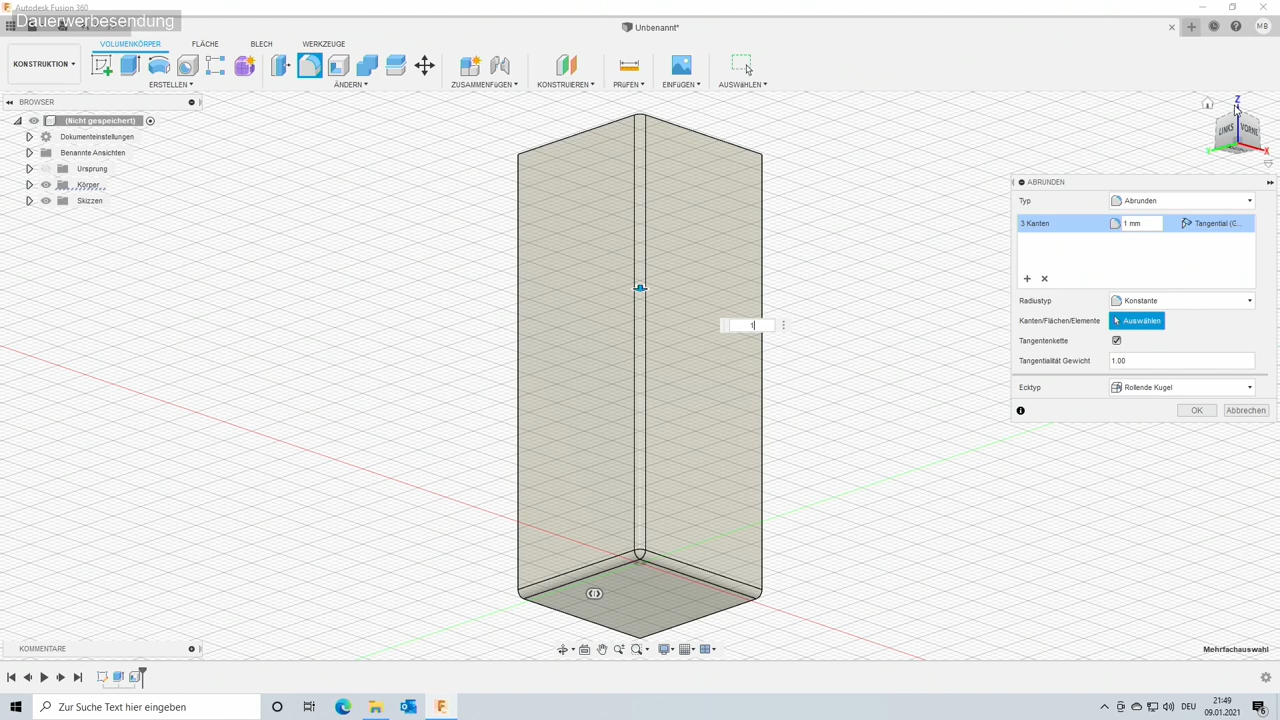 Autodesk Fusion 360
Dauerwerbesendung
Unbenannt*
MB
KONSTRUKTION
VOLUMENKÖRPER
FLÄCHE
BLECH
WERKZEUGE
ERSTELLEN
ÄNDERN
ZUSAMMENFÜGEN
KONSTRUIEREN
PRÜFEN
EINFÜGEN
AUSWÄHLEN
BROWSER
(Nicht gespeichert)
Dokumenteinstellungen
Benannte Ansichten
Ursprung
Körper
Skizzen
Z
LINKS
VORNE
Y
X
ABRUNDEN
Typ
Abrunden
3 Kanten
1 mm
Tangential (G...
Radiustyp
Konstante
Kanten/Flächen/Elemente
Auswählen
Tangentenkette
Tangentialität Gewicht
1.00
Ecktyp
Rollende Kugel
OK
Abbrechen
1
KOMMENTARE
Mehrfachauswahl
Zur Suche Text hier eingeben
DEU
21:49
09.01.2021
6